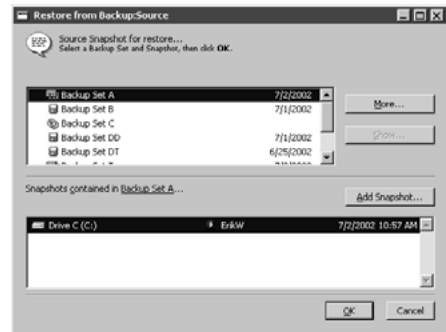 Restore from Backup:Source
Source Snapshot for restore...
Select a Backup Set and Snapshot, then click OK.
Backup Set A 7/2/2002
Backup Set B 7/1/2002
Backup Set C
Backup Set DD 7/1/2002
Backup Set DT 6/25/2002
More...
Show...
Snapshots contained in Backup Set A...
Add Snapshot...
Drive C (C:) ErikW 7/2/2002 10:57 AM
OK
Cancel